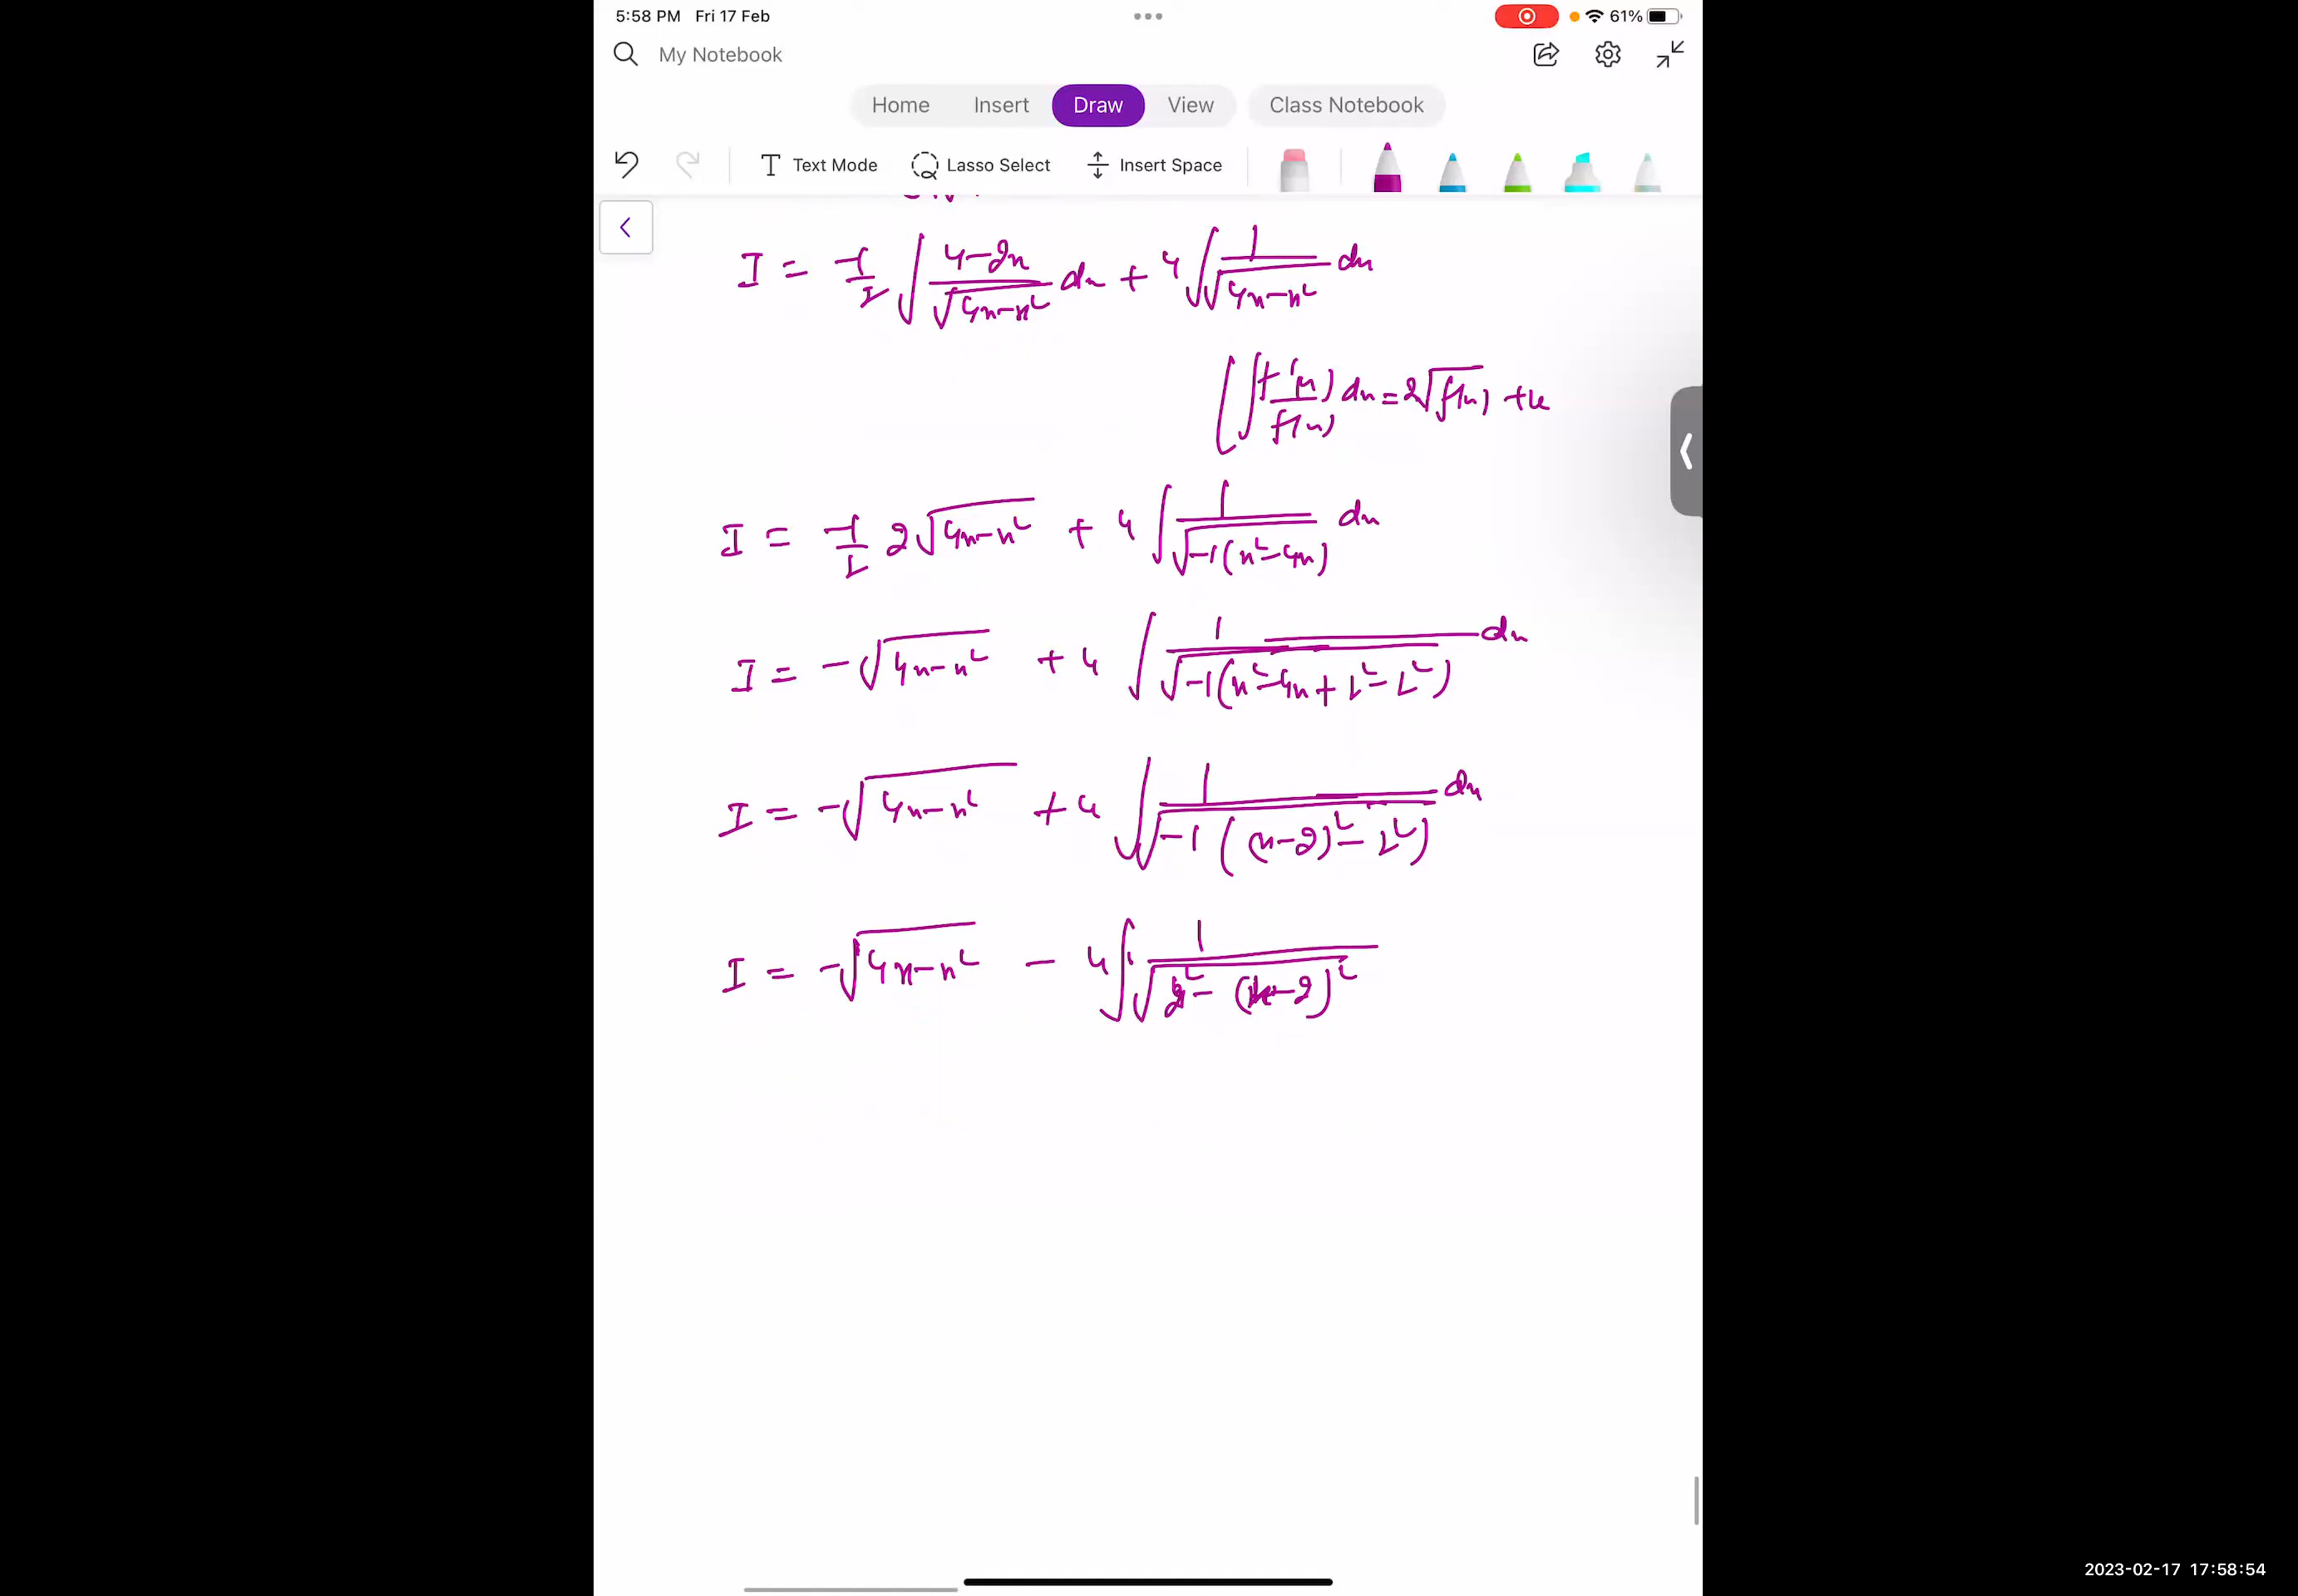 5:58 PM Fri 17 Feb
61%
My Notebook
Home Insert Draw View Class Notebook
Text Mode Lasso Select Insert Space
I = -1/2 ∫ (4-2x)/√(4x-x²) dx + 4 ∫ 1/√(4x-x²) dx
[ ∫ f'(x)/f(x) dx = 2√f(x) + c
I = -1/2 2√(4x-x²) + 4 ∫ 1/√(-1(x²-4x)) dx
I = -√(4x-x²) + 4 ∫ 1/√(-1(x²-4x+2²-2²)) dx
I = -√(4x-x²) + 4 ∫ 1/√(-1((x-2)²-2²)) dx
I = -√(4x-x²) - 4 ∫ 1/√(2²-(x-2)²)
2023-02-17 17:58:54